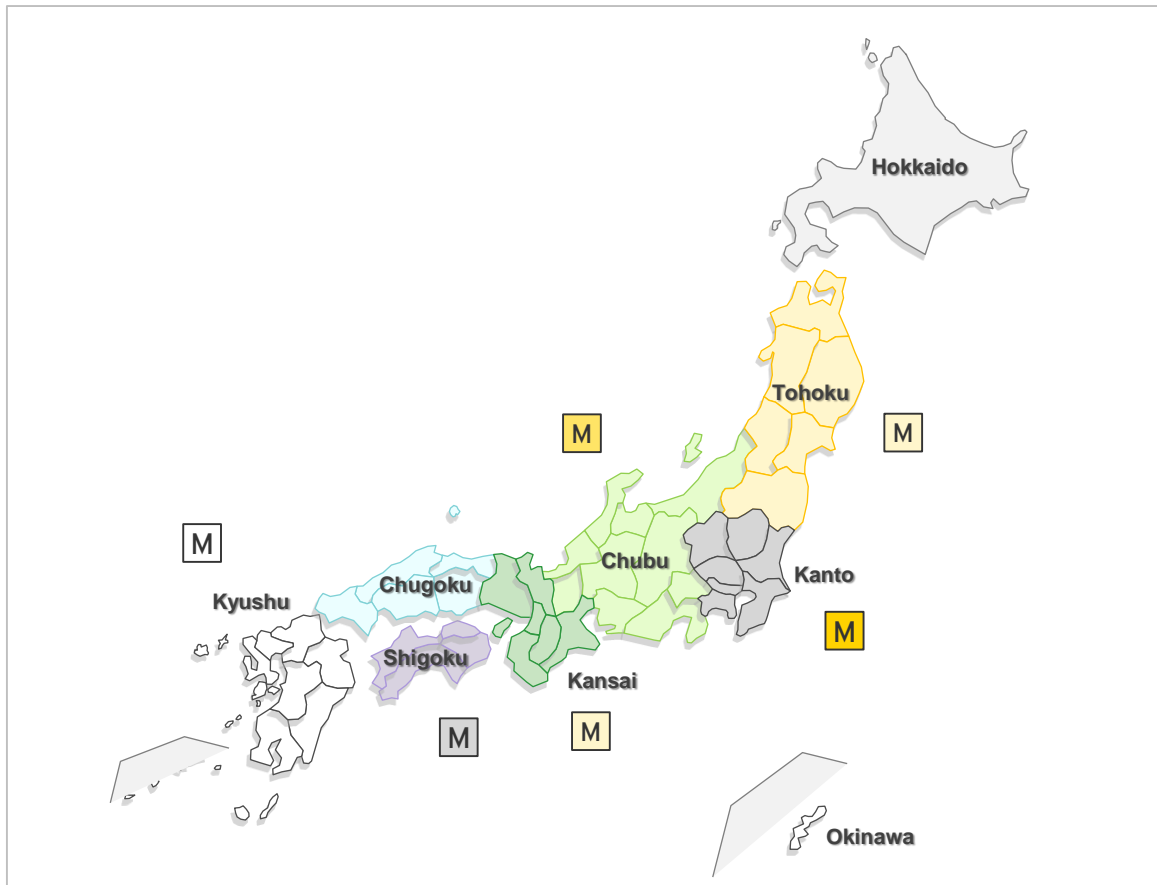 Hokkaido
Tohoku
M
M
M
Chubu
Kanto
Chugoku
Kyushu
M
Shigoku
Kansai
M
M
Okinawa